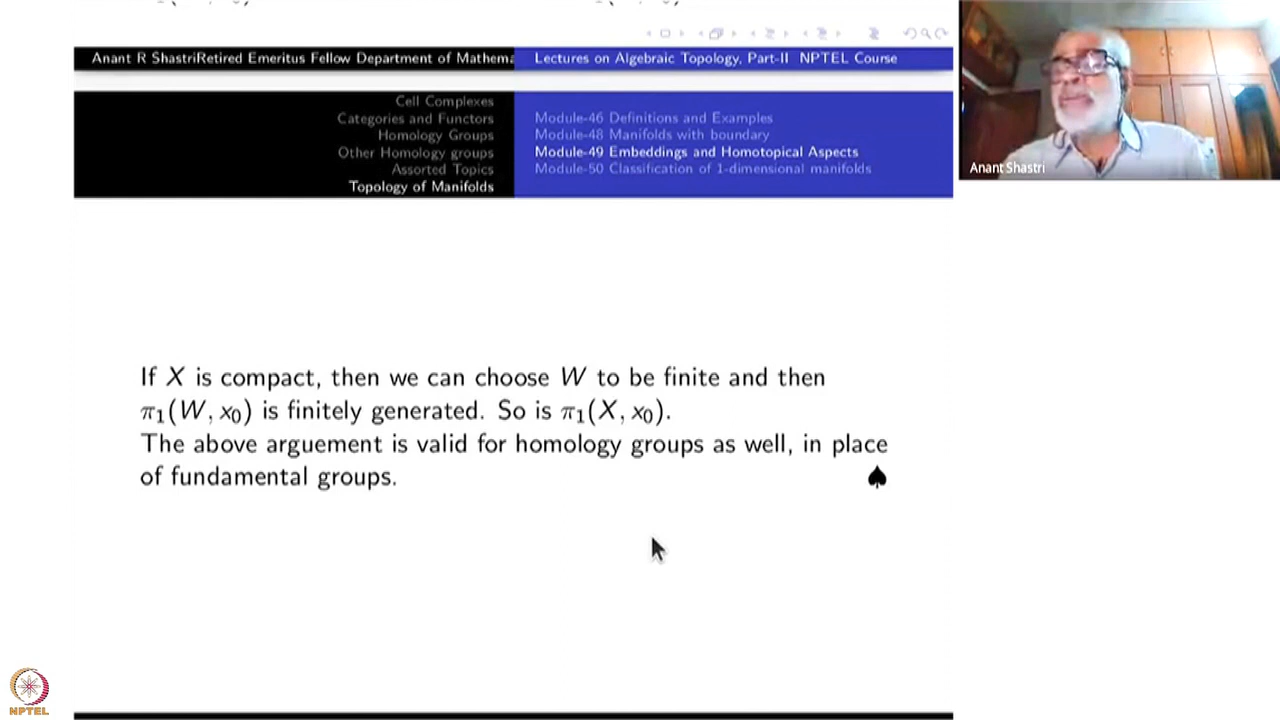 Anant R ShastriRetired Emeritus Fellow Department of Mathema
Lectures on Algebraic Topology, Part-II NPTEL Course
Cell Complexes
Categories and Functors
Homology Groups
Other Homology groups
Assorted Topics
Topology of Manifolds
Module-46 Definitions and Examples
Module-48 Manifolds with boundary
Module-49 Embeddings and Homotopical Aspects
Module-50 Classification of 1-dimensional manifolds
Anant Shastri
If X is compact, then we can choose W to be finite and then
π₁(W, x₀) is finitely generated. So is π₁(X, x₀).
The above arguement is valid for homology groups as well, in place
of fundamental groups. ♠
NPTEL